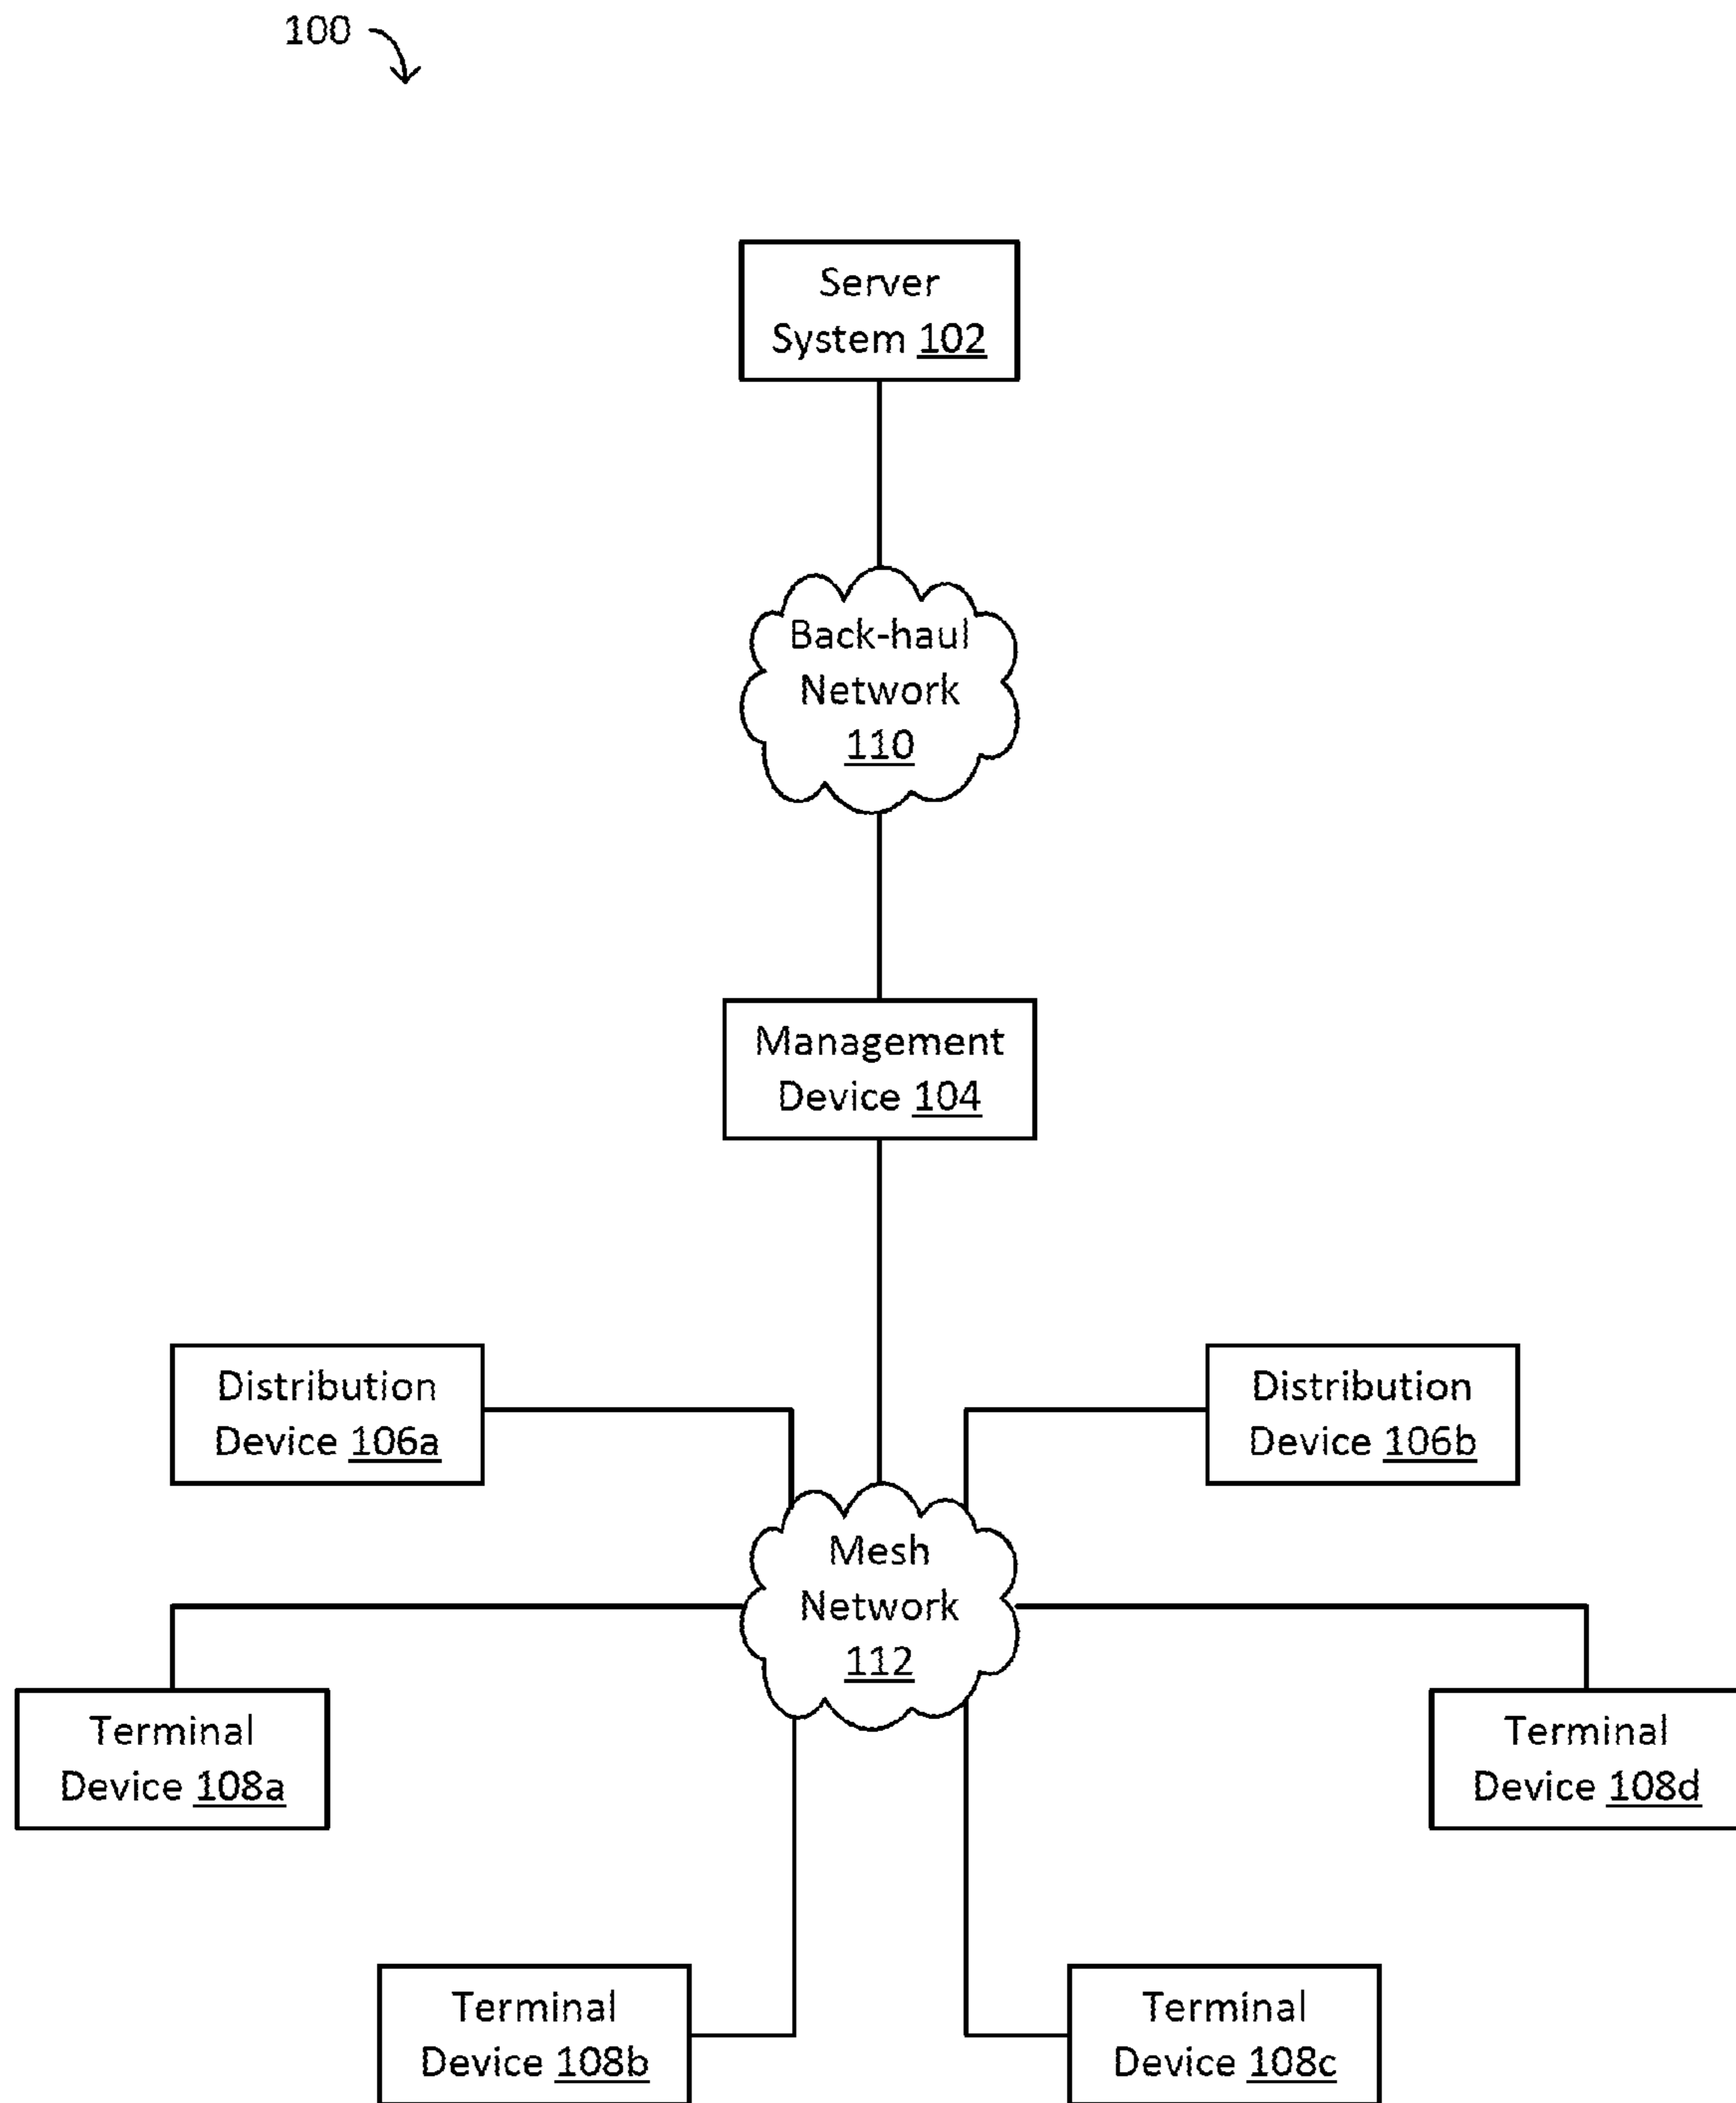 100
Server
System 102
Back-haul
Network
110
Management
Device 104
Distribution
Device 106a
Distribution
Device 106b
Mesh
Network
112
Terminal
Device 108a
Terminal
Device 108d
Terminal
Device 108b
Terminal
Device 108c